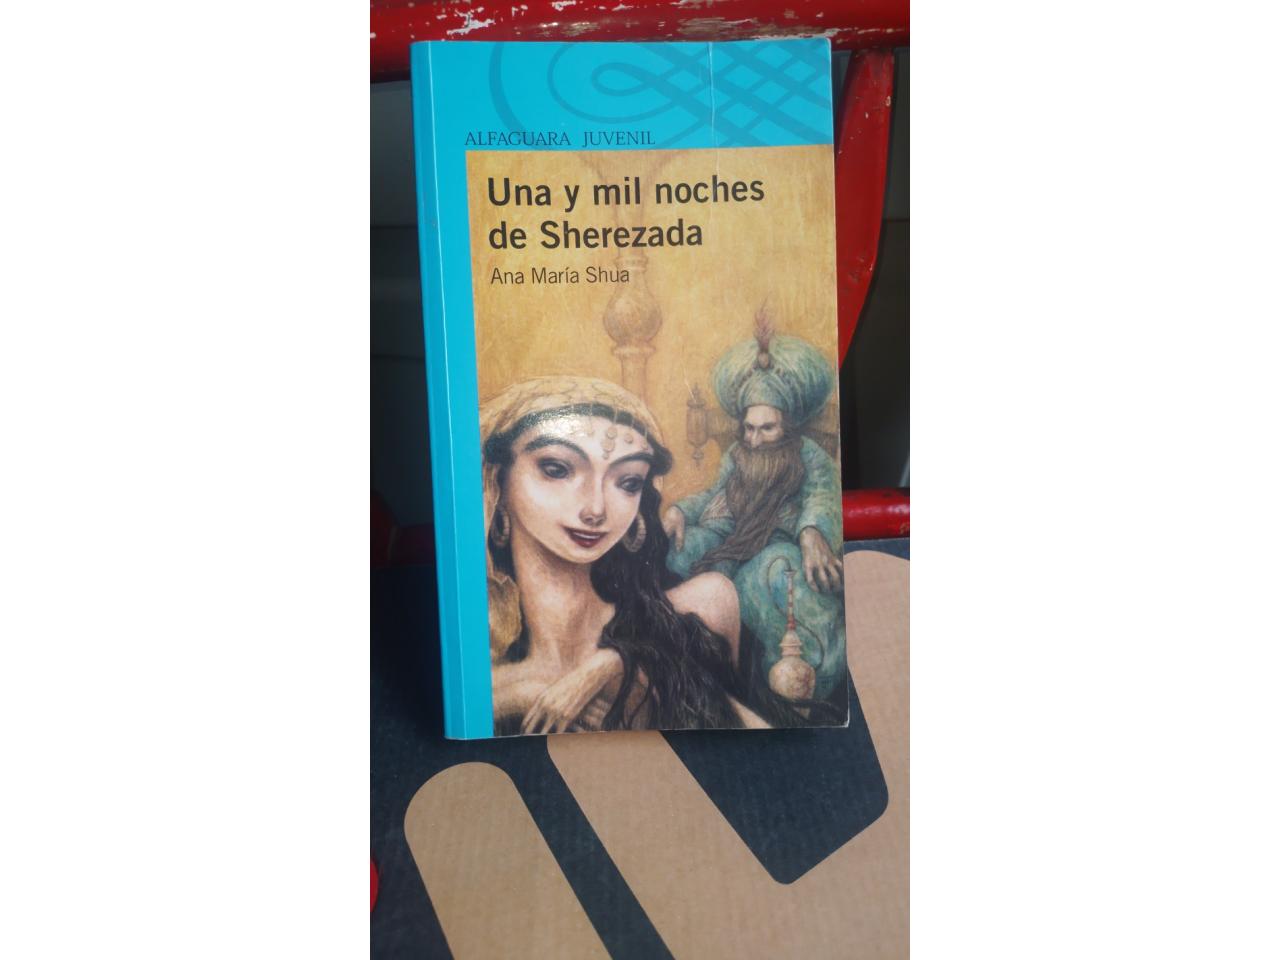 ALFAGUARA JUVENIL
Una y mil noches
de Sherezada
Ana María Shua